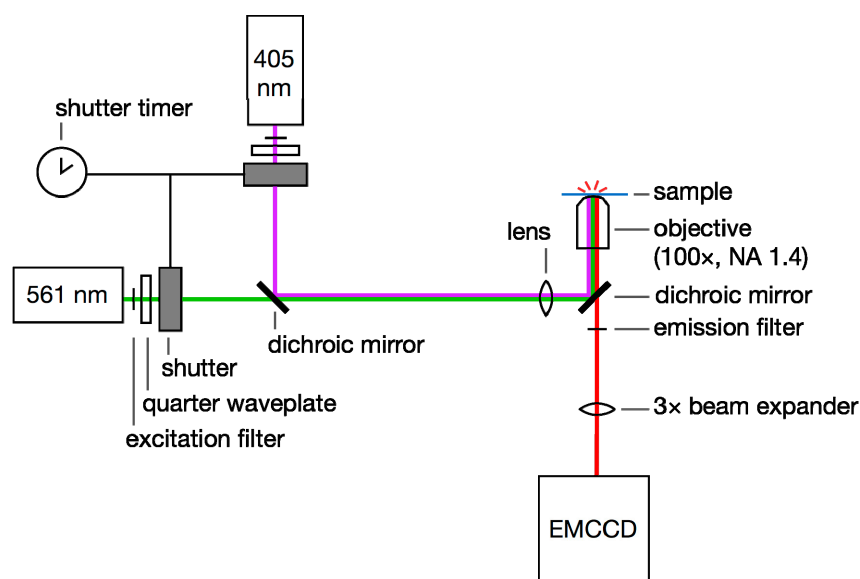 405
nm
shutter timer
sample
objective
(100×, NA 1.4)
lens
561 nm
dichroic mirror
emission filter
dichroic mirror
shutter
quarter waveplate
3× beam expander
excitation filter
EMCCD